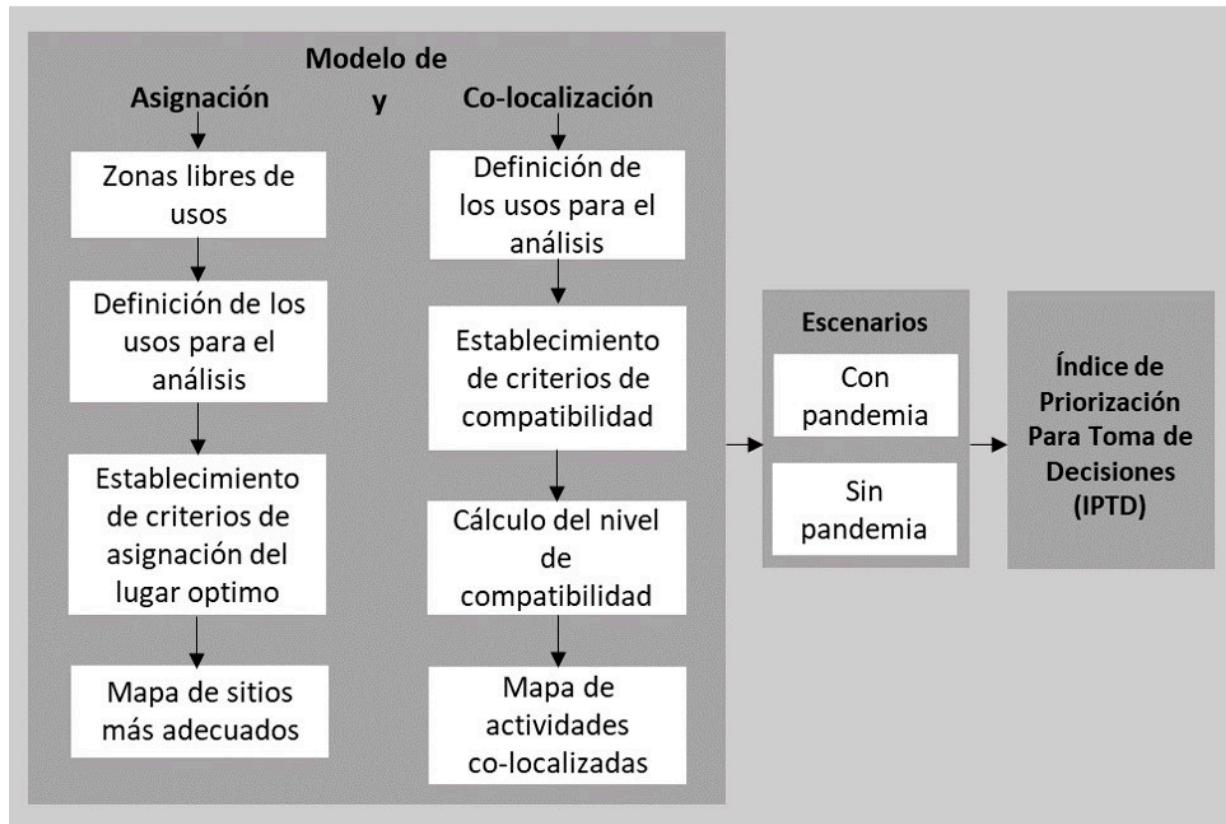 Modelo de
Asignación y Co-localización
Zonas libres de
usos
Definición de los
usos para el
análisis
Establecimiento
de criterios de
asignación del
lugar optimo
Mapa de sitios
más adecuados
Definición de
los usos para el
análisis
Establecimiento
de criterios de
compatibilidad
Cálculo del nivel
de
compatibilidad
Mapa de
actividades
co-localizadas
Escenarios
Con
pandemia
Sin
pandemia
Índice de
Priorización
Para Toma de
Decisiones
(IPTD)